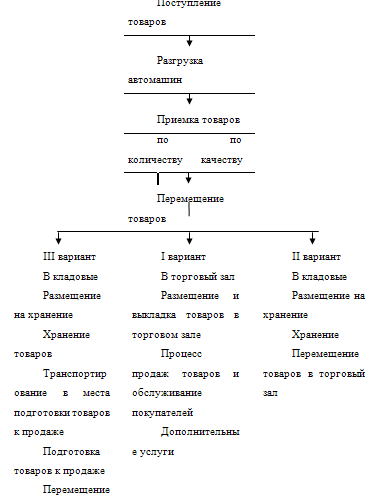 Поступление
товаров
Разгрузка
автомашин
Приемка товаров
по по
количеству качеству
Перемещение
товаров
III вариант
В кладовые
Размещение
на хранение
Хранение
товаров
Транспортир
ование в места
подготовки товаров
к продаже
Подготовка
товаров к продаже
Перемещение
I вариант
В торговый зал
Размещение и
выкладка товаров в
торговом зале
Процесс
продаж товаров и
обслуживание
покупателей
Дополнительны
е услуги
II вариант
В кладовые
Размещение на
хранение
Хранение
Перемещение
товаров в торговый
зал